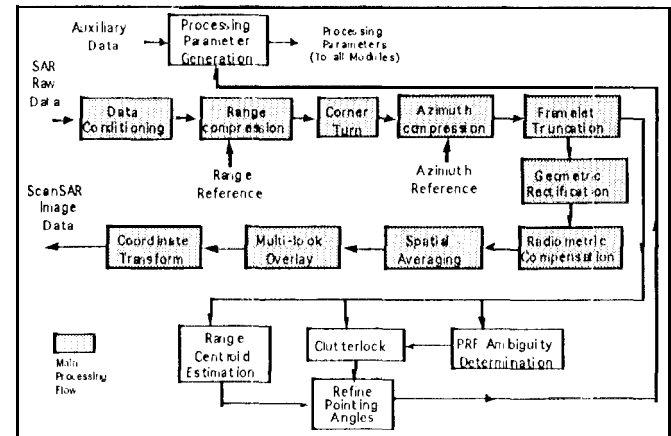 Auxiliary
Data
Processing
Parameter
Generation
Processing
Parameters
(To all Modules)
SAR
Raw
Data
Data
Conditioning
Range
compression
Corner
Turn
Azimuth
compression
Framelet
Truncation
Range
Reference
Azimuth
Reference
Geometric
Rectification
ScanSAR
Image
Data
Coordinate
Transform
Multi-look
Overlay
Spatial
Averaging
Radiometric
Compensation
Range
Centroid
Estimation
Clutterlock
PRF Ambiguity
Determination
Refine
Pointing
Angles
Main
Processing
Flow